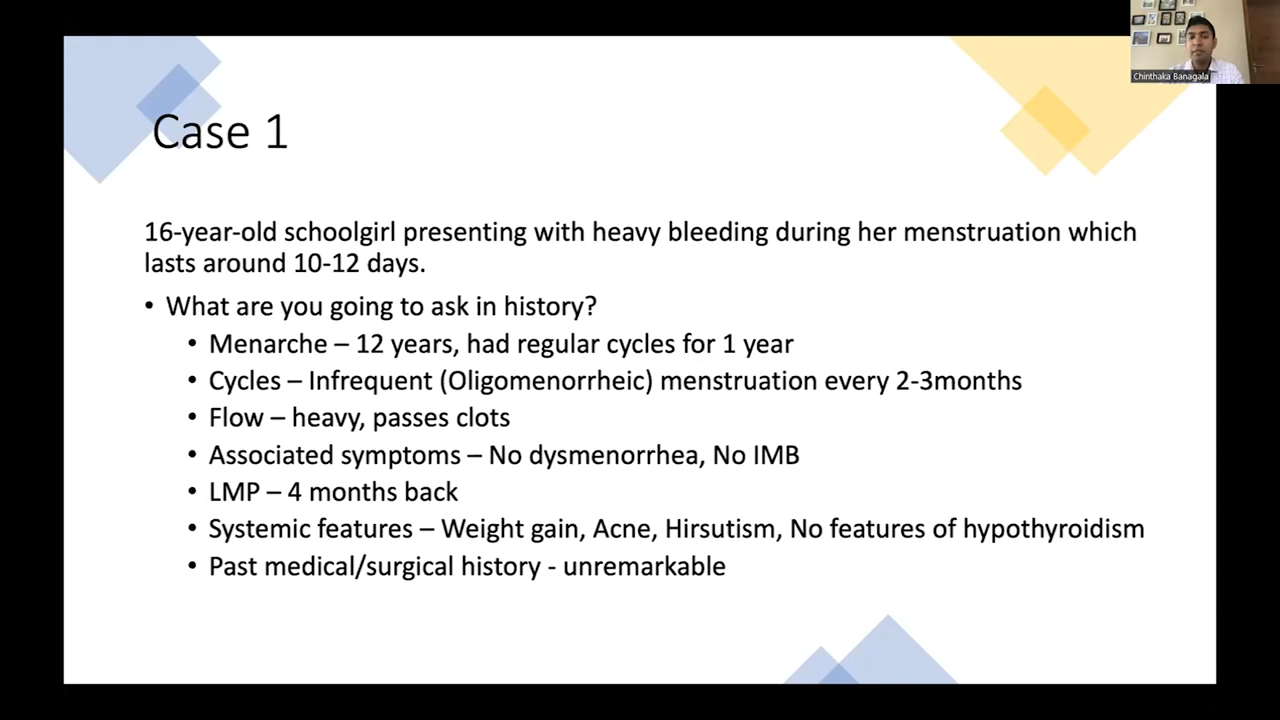 Chinthaka Banagala
Case 1
16-year-old schoolgirl presenting with heavy bleeding during her menstruation which
lasts around 10-12 days.
• What are you going to ask in history?
• Menarche – 12 years, had regular cycles for 1 year
• Cycles – Infrequent (Oligomenorrheic) menstruation every 2-3months
• Flow – heavy, passes clots
• Associated symptoms – No dysmenorrhea, No IMB
• LMP – 4 months back
• Systemic features – Weight gain, Acne, Hirsutism, No features of hypothyroidism
• Past medical/surgical history - unremarkable